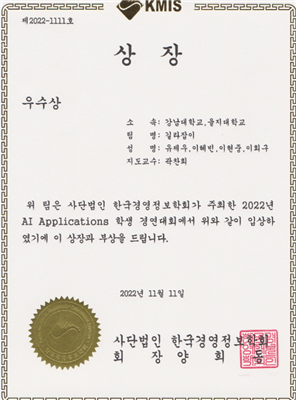 KMIS
제2022-1111호
상 장
우수상
소 속: 강남대학교,을지대학교
팀 명: 길라잡이
성 명: 유세우,이혜빈,이현준,이희구
지도교수: 곽찬희
위 팀은 사단법인 한국경영정보학회가 주최한 2022년
AI Applications 학생 경연대회에서 위와 같이 입상하
였기에 이 상장과 부상을 드립니다.
2022년 11월 11일
사단법인 한국경영정보학회
회 장 양 희 동